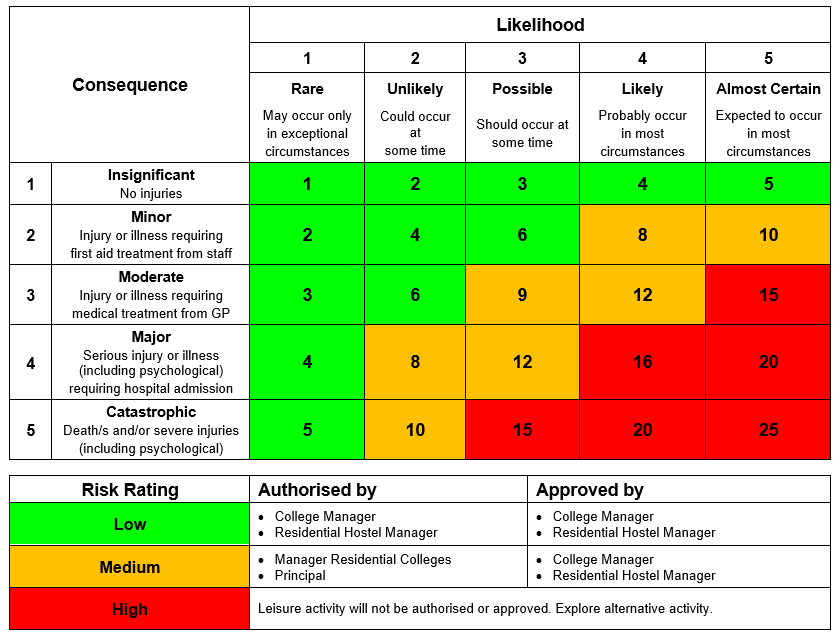 Likelihood
Consequence
1 2 3 4 5
Rare Unlikely Possible Likely Almost Certain
May occur only
in exceptional
circumstances
Could occur
at
some time
Should occur at
some time
Probably occur
in most
circumstances
Expected to occur
in most
circumstances
1
Insignificant
No injuries
1 2 3 4 5
2
Minor
Injury or illness requiring
first aid treatment from staff
2 4 6 8 10
3
Moderate
Injury or illness requiring
medical treatment from GP
3 6 9 12 15
4
Major
Serious injury or illness
(including psychological)
requiring hospital admission
4 8 12 16 20
5
Catastrophic
Death/s and/or severe injuries
(including psychological)
5 10 15 20 25
Risk Rating Authorised by Approved by
Low
• College Manager
• Residential Hostel Manager
• College Manager
• Residential Hostel Manager
Medium
• Manager Residential Colleges
• Principal
• College Manager
• Residential Hostel Manager
High
Leisure activity will not be authorised or approved. Explore alternative activity.